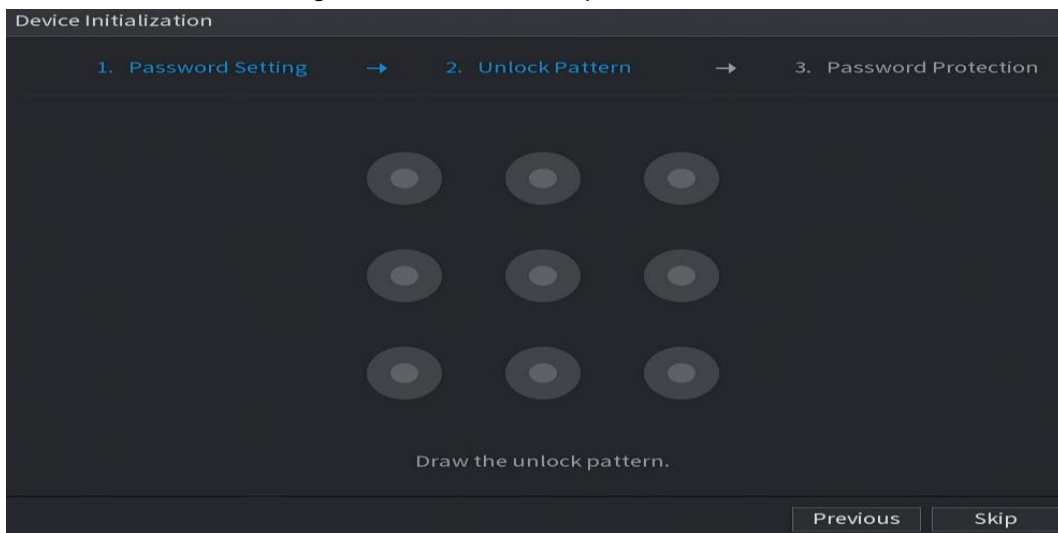 Device Initialization
1. Password Setting → 2. Unlock Pattern → 3. Password Protection
Draw the unlock pattern.
Previous Skip